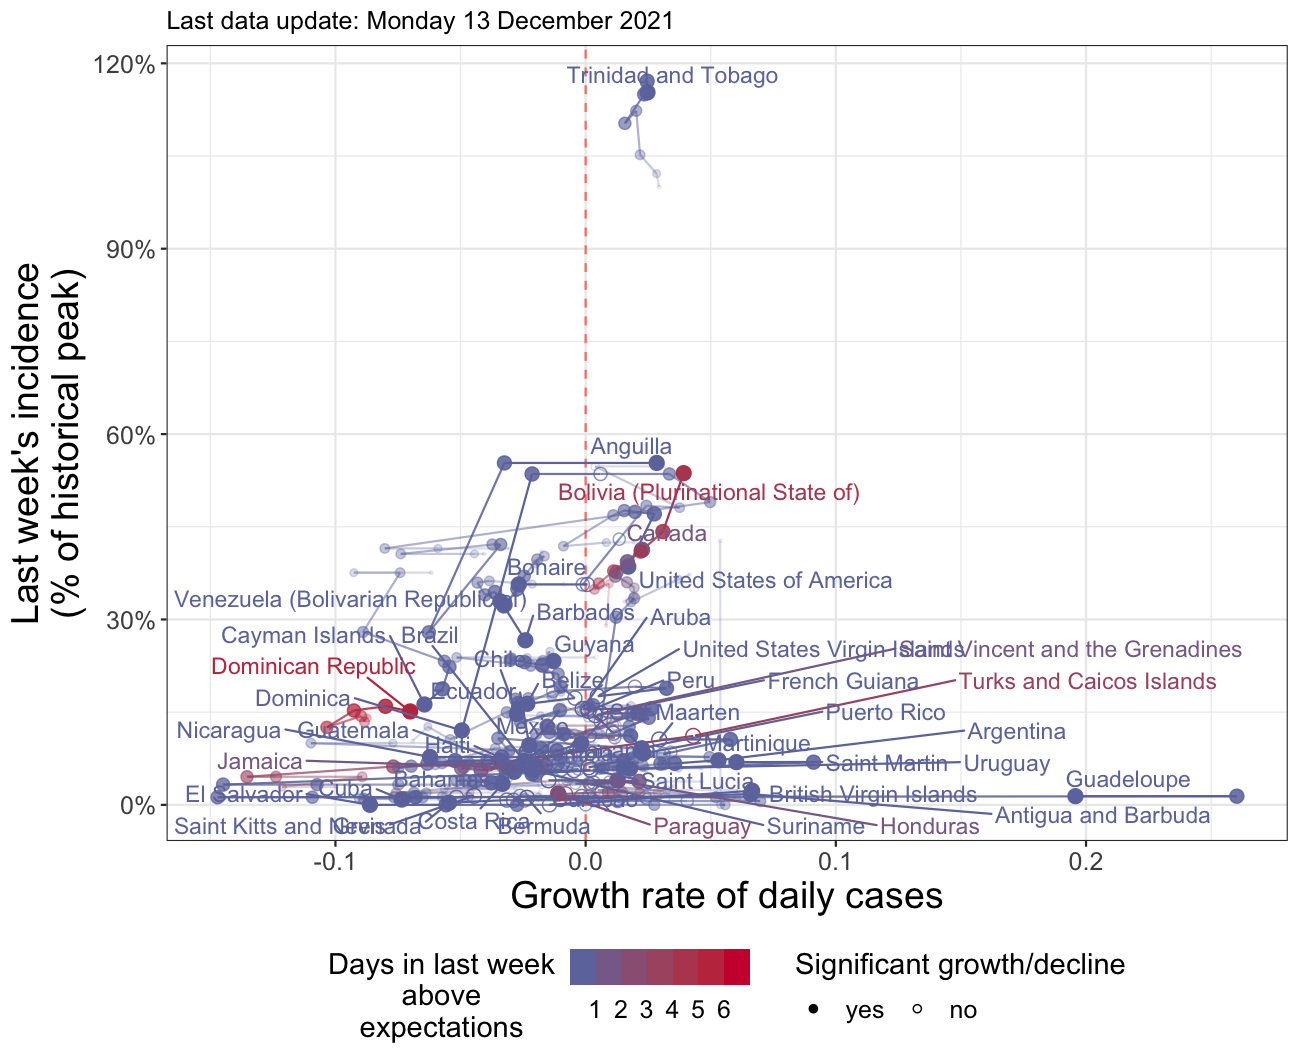 Last data update: Monday 13 December 2021
Last week's incidence
(% of historical peak)
120%
90%
60%
30%
0%
Trinidad and Tobago
Anguilla
Bolivia (Plurinational State of)
Canada
Bonaire
United States of America
Venezuela (Bolivarian Republic of)
Barbados
Aruba
Cayman Islands
Brazil
Guyana
United States Virgin Islands
Saint Vincent and the Grenadines
Chile
Dominican Republic
Belize
Peru
French Guiana
Turks and Caicos Islands
Dominica
Ecuador
Maarten
Puerto Rico
Nicaragua
Guatemala
Mexico
Argentina
Haiti
Martinique
Jamaica
Saint Martin
Uruguay
Bahamas
Saint Lucia
Guadeloupe
El Salvador
Cuba
British Virgin Islands
Antigua and Barbuda
Saint Kitts and Nevis
Grenada
Costa Rica
Bermuda
Paraguay
Suriname
Honduras
-0.1
0.0
0.1
0.2
Growth rate of daily cases
Days in last week
above
expectations
1 2 3 4 5 6
Significant growth/decline
yes
no